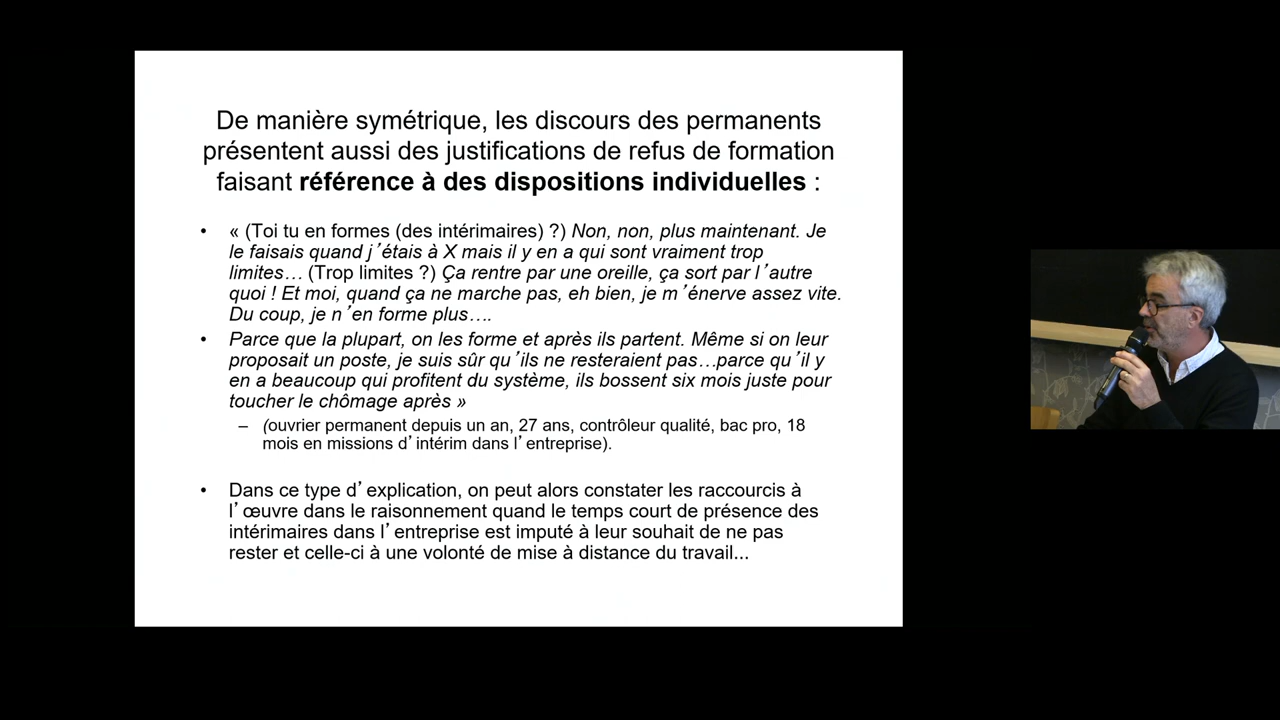 De manière symétrique, les discours des permanents
présentent aussi des justifications de refus de formation
faisant référence à des dispositions individuelles :
• « (Toi tu en formes (des intérimaires) ?) Non, non, plus maintenant. Je
le faisais quand j’étais à X mais il y en a qui sont vraiment trop
limites… (Trop limites ?) Ça rentre par une oreille, ça sort par l’autre
quoi ! Et moi, quand ça ne marche pas, eh bien, je m’énerve assez vite.
Du coup, je n’en forme plus….
• Parce que la plupart, on les forme et après ils partent. Même si on leur
proposait un poste, je suis sûr qu’ils ne resteraient pas…parce qu’il y
en a beaucoup qui profitent du système, ils bossent six mois juste pour
toucher le chômage après »
– (ouvrier permanent depuis un an, 27 ans, contrôleur qualité, bac pro, 18
mois en missions d’intérim dans l’entreprise).
• Dans ce type d’explication, on peut alors constater les raccourcis à
l’œuvre dans le raisonnement quand le temps court de présence des
intérimaires dans l’entreprise est imputé à leur souhait de ne pas
rester et celle-ci à une volonté de mise à distance du travail...